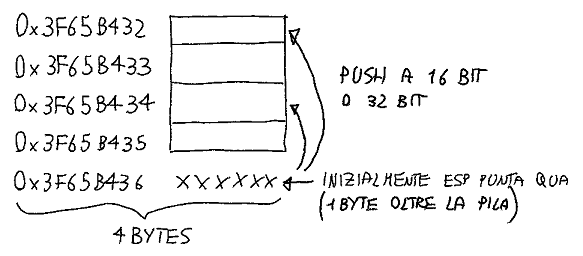 0x3F65B432
0x3F65B433
0x3F65B434
0x3F65B435
0x3F65B436 XXXXXX
PUSH A 16 BIT
O 32 BIT
INIZIALMENTE ESP PUNTA QUA
(1 BYTE OLTRE LA PILA)
4 BYTES